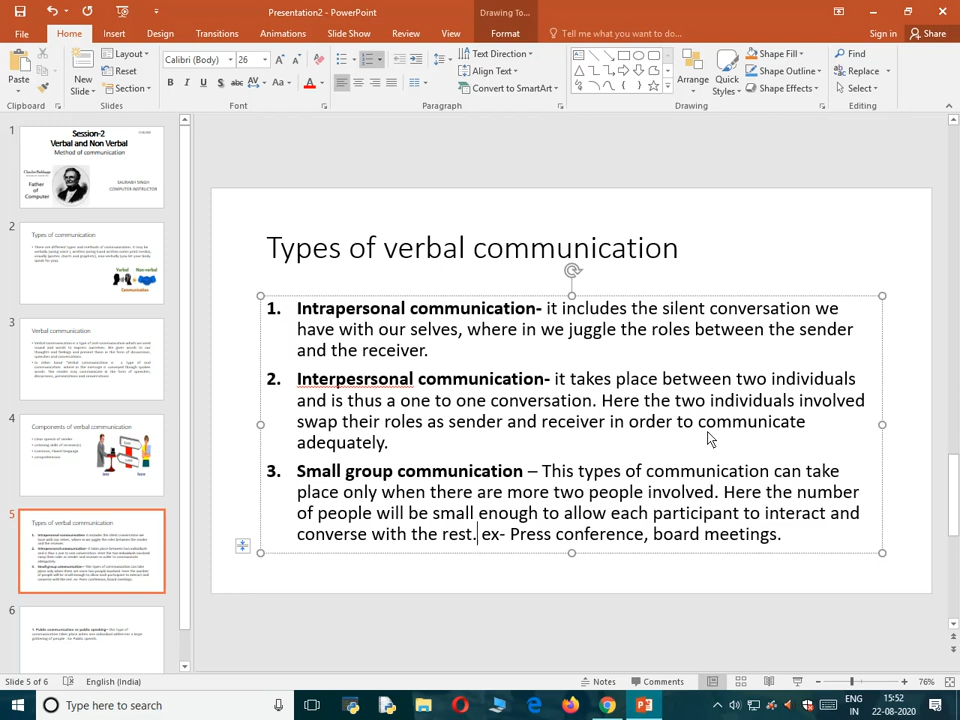 Presentation2 - PowerPoint
Drawing To...
File
Home
Insert
Design
Transitions
Animations
Slide Show
Review
View
Format
Tell me what you want to do...
Sign in
Share
Paste
Clipboard
New
Slide
Layout
Reset
Section
Slides
Calibri (Body)
26
B I U S abc AV Aa A
Font
Text Direction
Align Text
Convert to SmartArt
Paragraph
Arrange
Quick
Styles
Shape Fill
Shape Outline
Shape Effects
Drawing
Find
Replace
Select
Editing
1
Session-2
Verbal and Non Verbal
Method of communication
Father
of
Computer
SAURABH SINGH
COMPUTER INSTRUCTOR
2
Types of communication
Verbal
Non-verbal
Communication
3
Verbal communication
4
Components of verbal communication
5
Types of verbal communication
6
Types of verbal communication
1. Intrapersonal communication- it includes the silent conversation we
have with our selves, where in we juggle the roles between the sender
and the receiver.
2. Interpesrsonal communication- it takes place between two individuals
and is thus a one to one conversation. Here the two individuals involved
swap their roles as sender and receiver in order to communicate
adequately.
3. Small group communication – This types of communication can take
place only when there are more two people involved. Here the number
of people will be small enough to allow each participant to interact and
converse with the rest. ex- Press conference, board meetings.
Slide 5 of 6
English (India)
Notes
Comments
76%
Type here to search
ENG
IN
15:52
22-08-2020